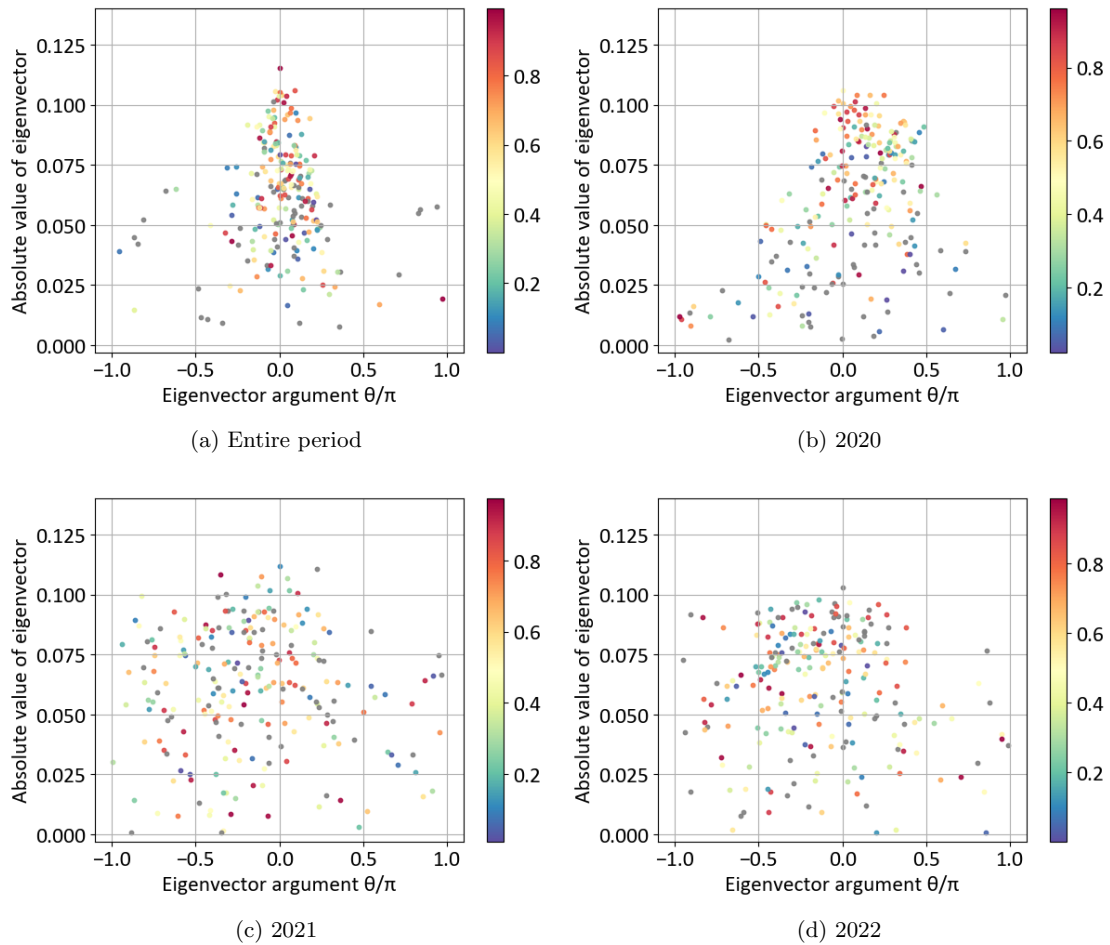 Absolute value of eigenvector
0.125
0.100
0.075
0.050
0.025
0.000
−1.0 −0.5 0.0 0.5 1.0
Eigenvector argument θ/π
0.8
0.6
0.4
0.2
(a) Entire period
Absolute value of eigenvector
0.125
0.100
0.075
0.050
0.025
0.000
−1.0 −0.5 0.0 0.5 1.0
Eigenvector argument θ/π
0.8
0.6
0.4
0.2
(b) 2020
Absolute value of eigenvector
0.125
0.100
0.075
0.050
0.025
0.000
−1.0 −0.5 0.0 0.5 1.0
Eigenvector argument θ/π
0.8
0.6
0.4
0.2
(c) 2021
Absolute value of eigenvector
0.125
0.100
0.075
0.050
0.025
0.000
−1.0 −0.5 0.0 0.5 1.0
Eigenvector argument θ/π
0.8
0.6
0.4
0.2
(d) 2022